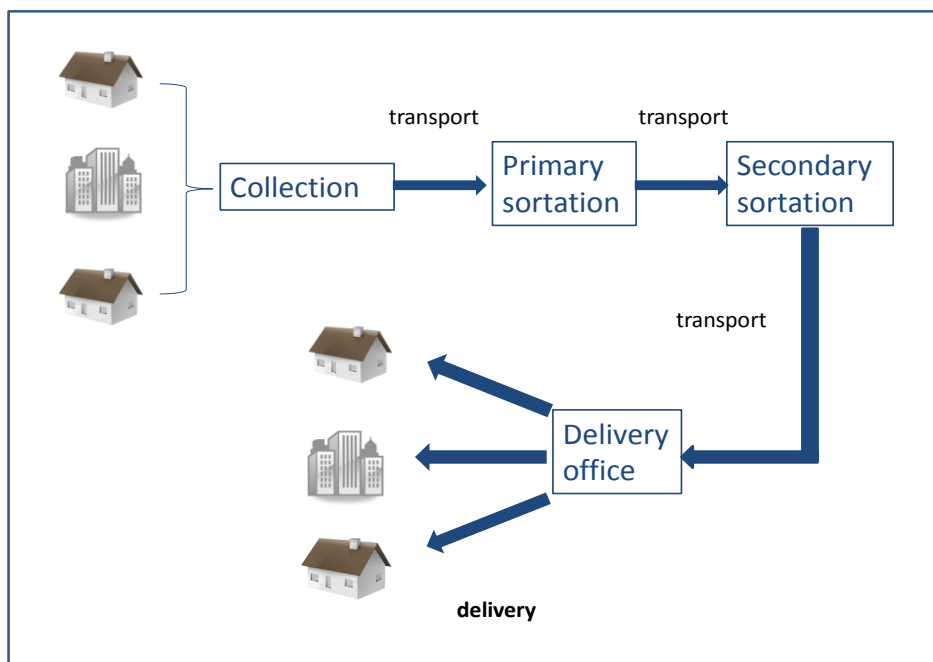 transport
transport
Collection
Primary
sortation
Secondary
sortation
transport
Delivery
office
delivery